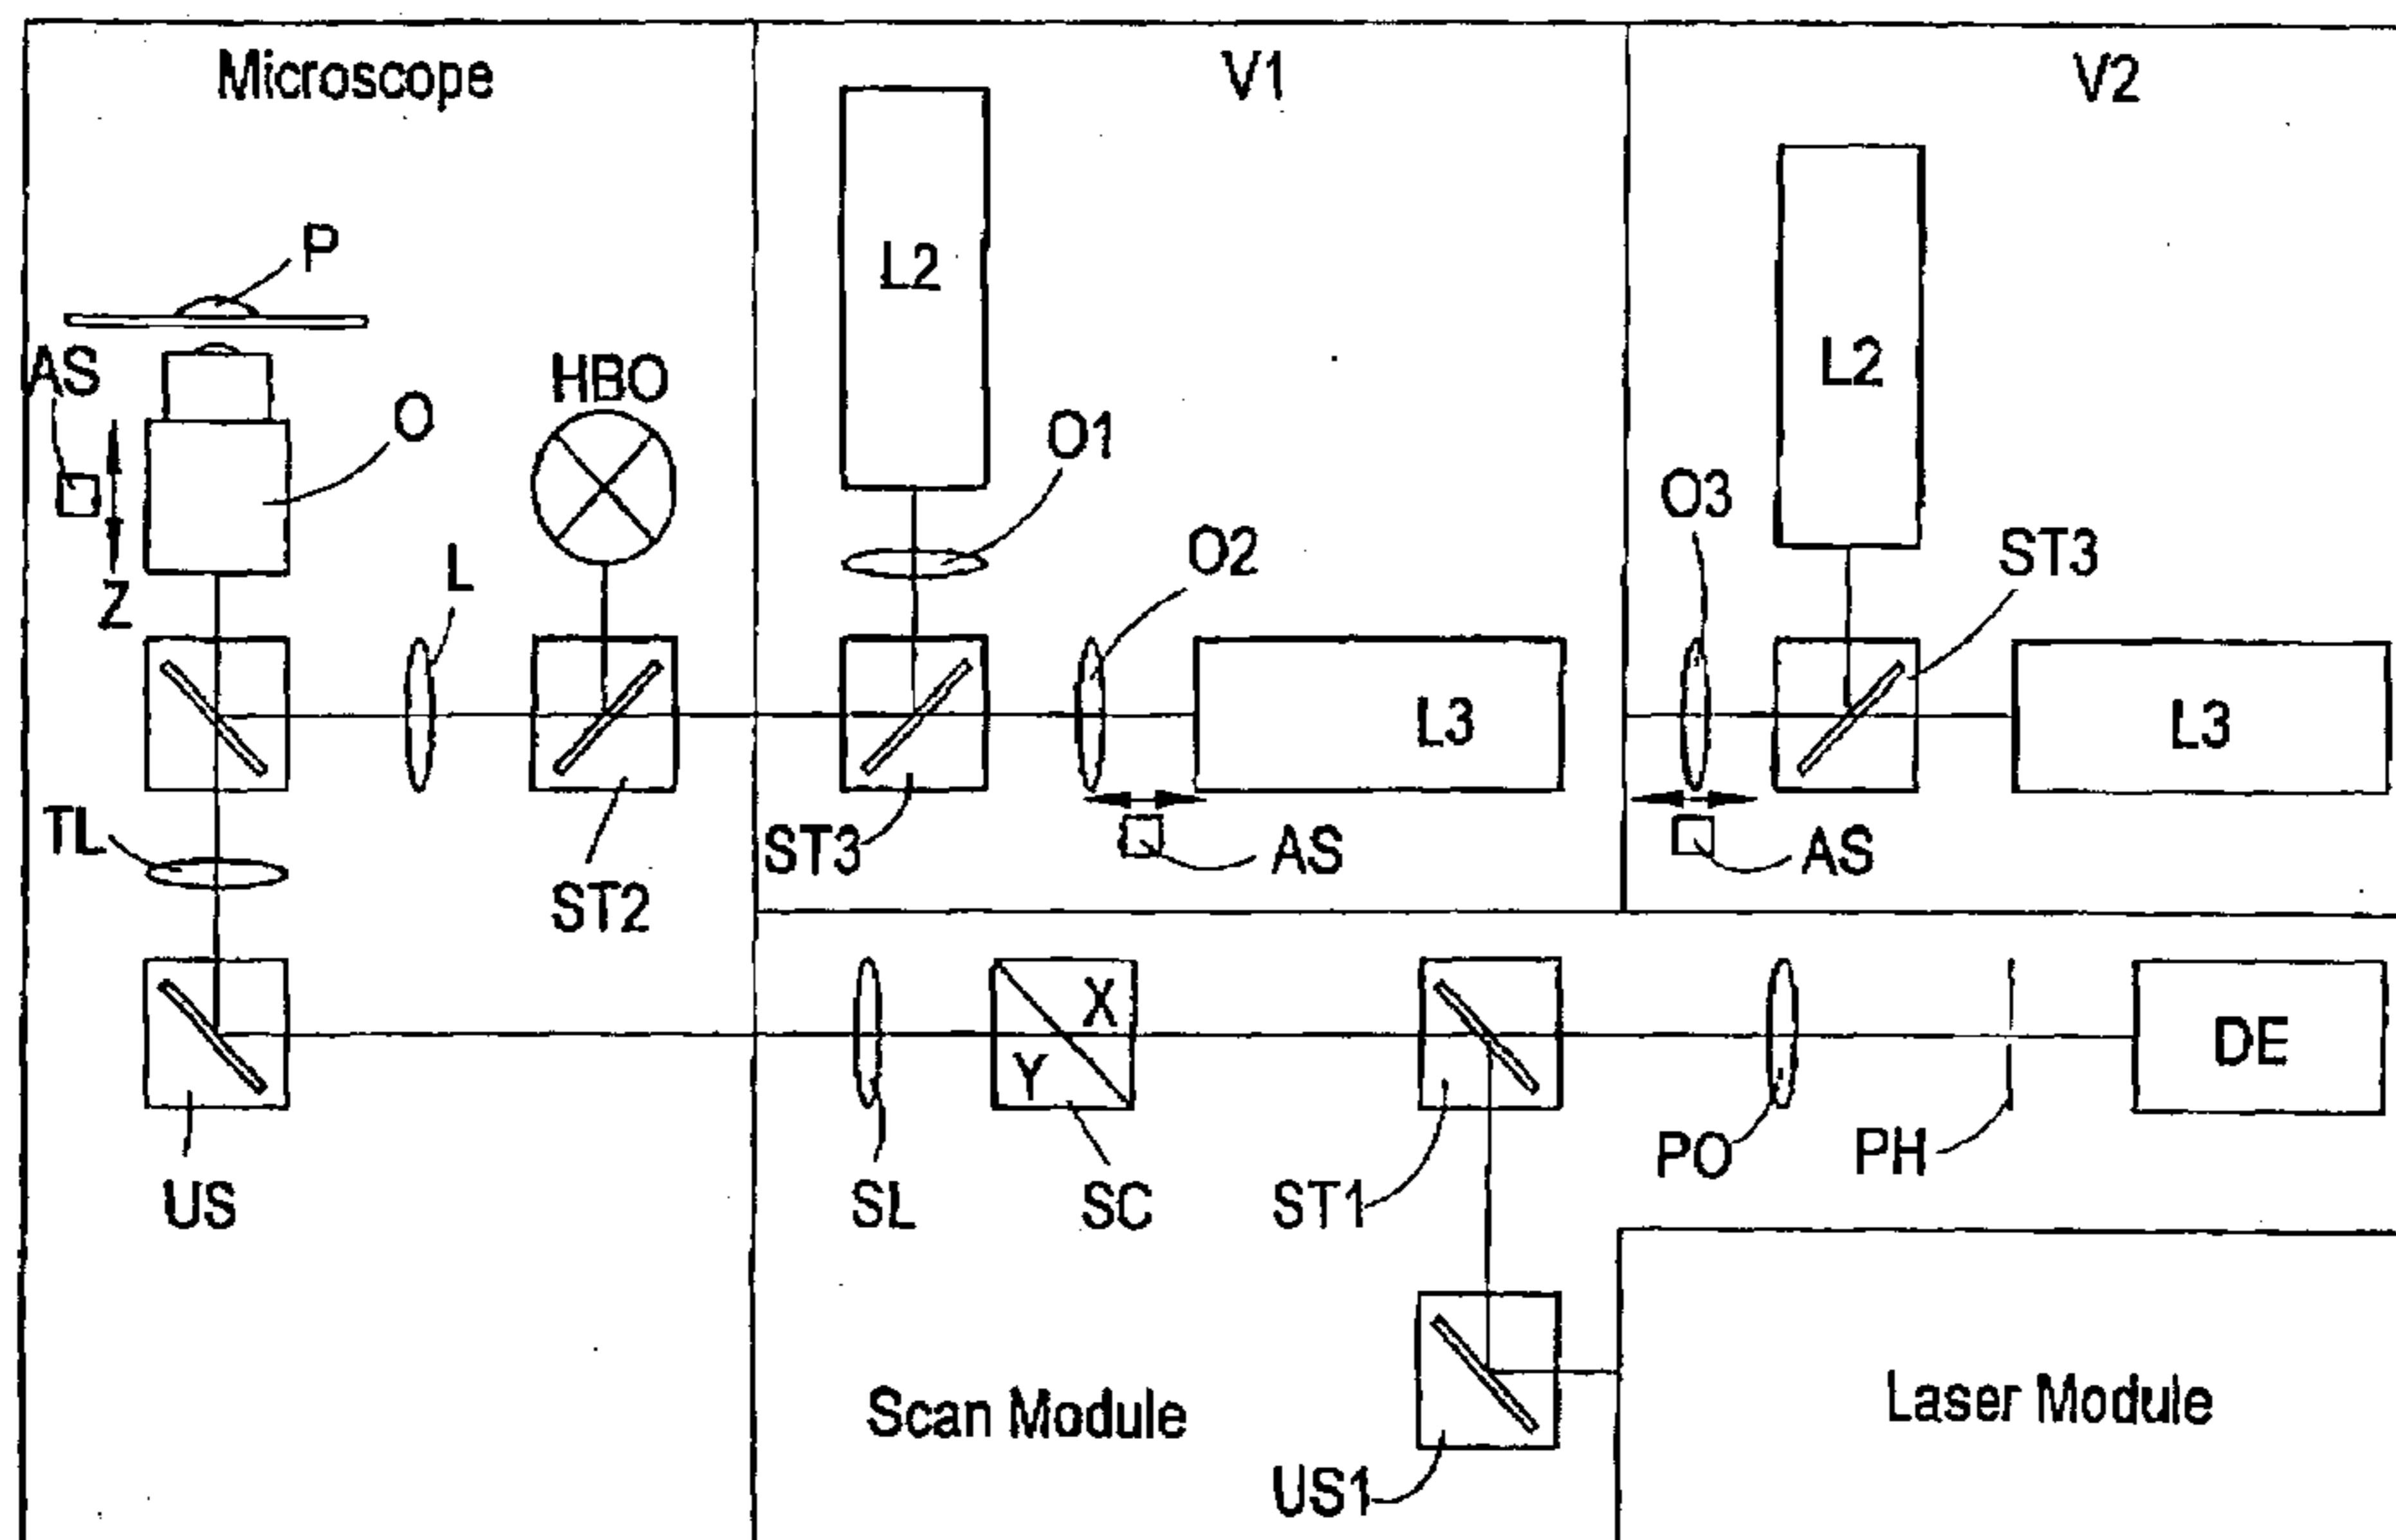 Microscope
V1
V2
P
L2
L2
AS
HBO
O
O1
O3
O2
ST3
L
Z
L3
L3
TL
ST3
AS
AS
ST2
X
Y
DE
PO
PH
US
SL
SC
ST1
Scan Module
Laser Module
US1